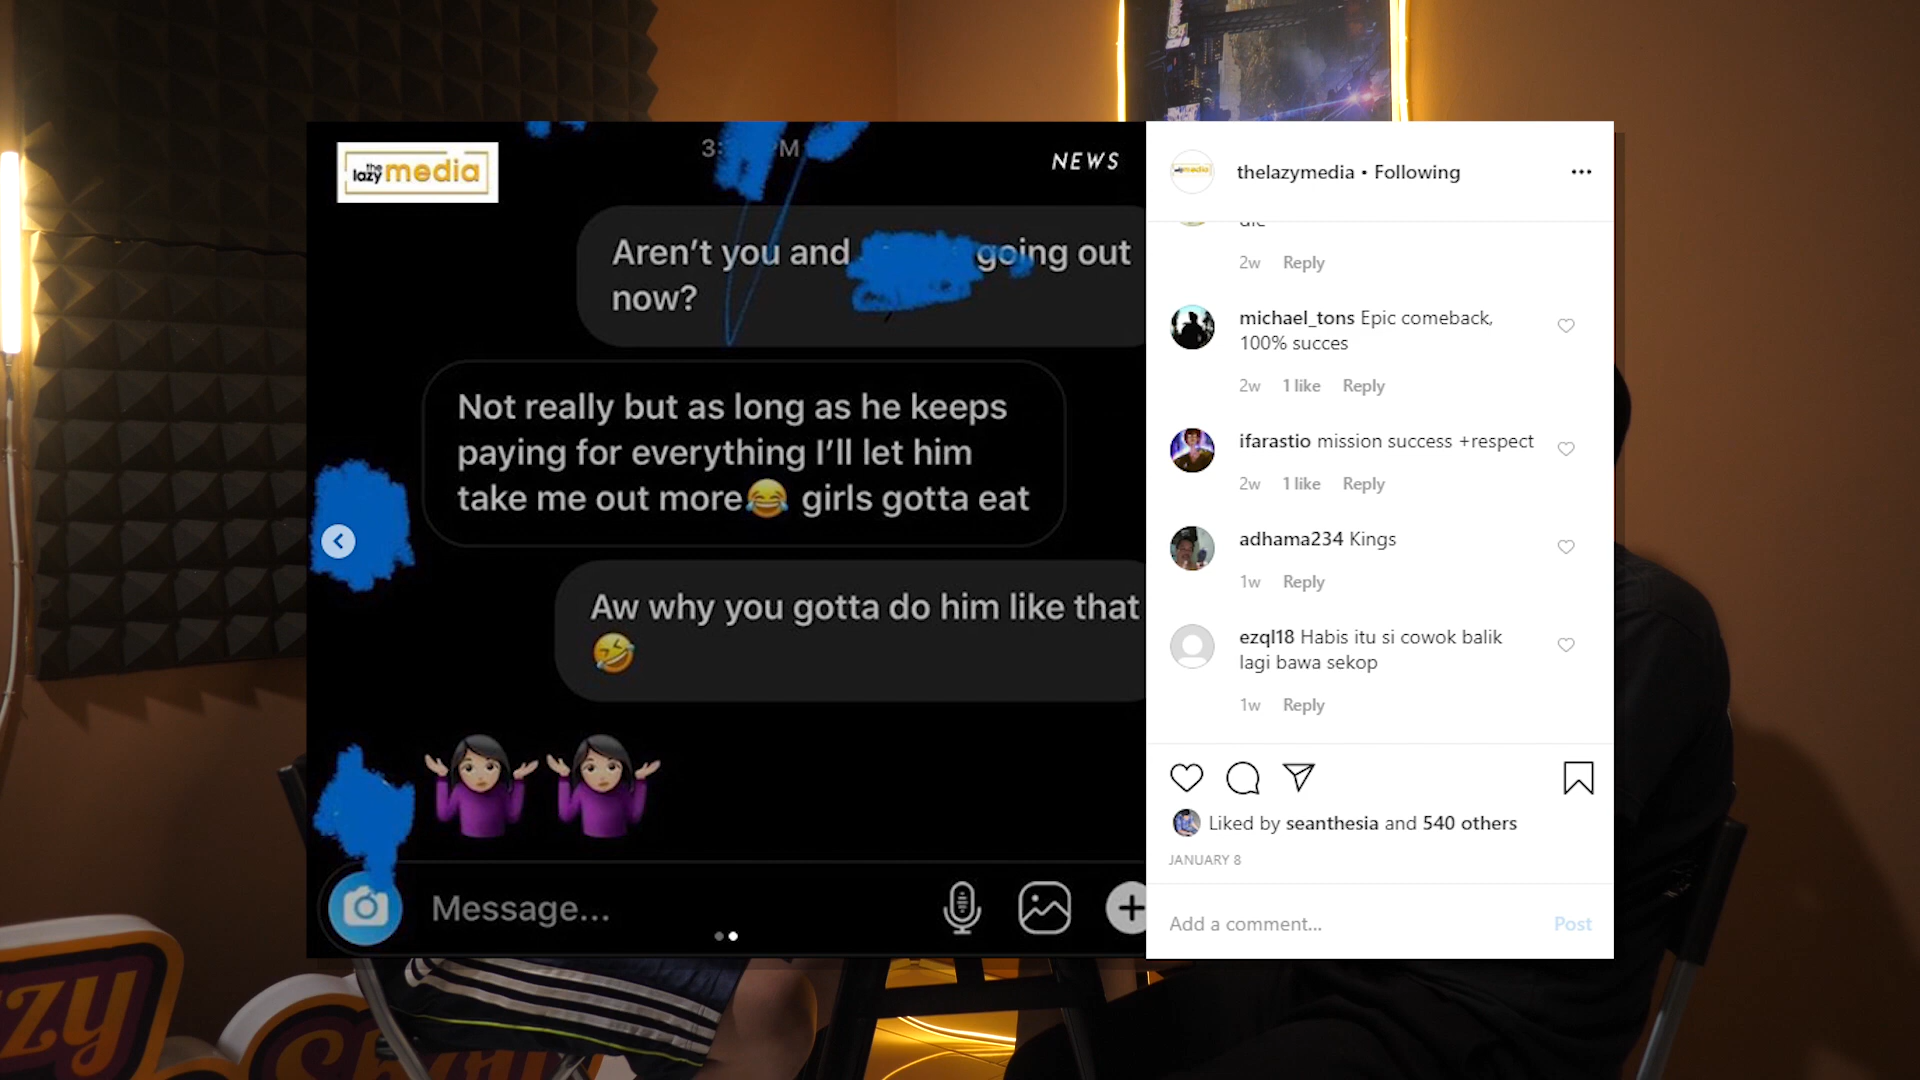 the
lazy media
3: PM
NEWS
Aren’t you and going out
now?
Not really but as long as he keeps
paying for everything I’ll let him
take me out more😂 girls gotta eat
Aw why you gotta do him like that
🤣
🤷🏻‍♀️ 🤷🏻‍♀️
Message...
thelazymedia • Following
2w Reply
michael_tons Epic comeback,
100% succes
2w 1 like Reply
ifarastio mission success +respect
2w 1 like Reply
adhama234 Kings
1w Reply
ezql18 Habis itu si cowok balik
lagi bawa sekop
1w Reply
Liked by seanthesia and 540 others
JANUARY 8
Add a comment... Post
zy